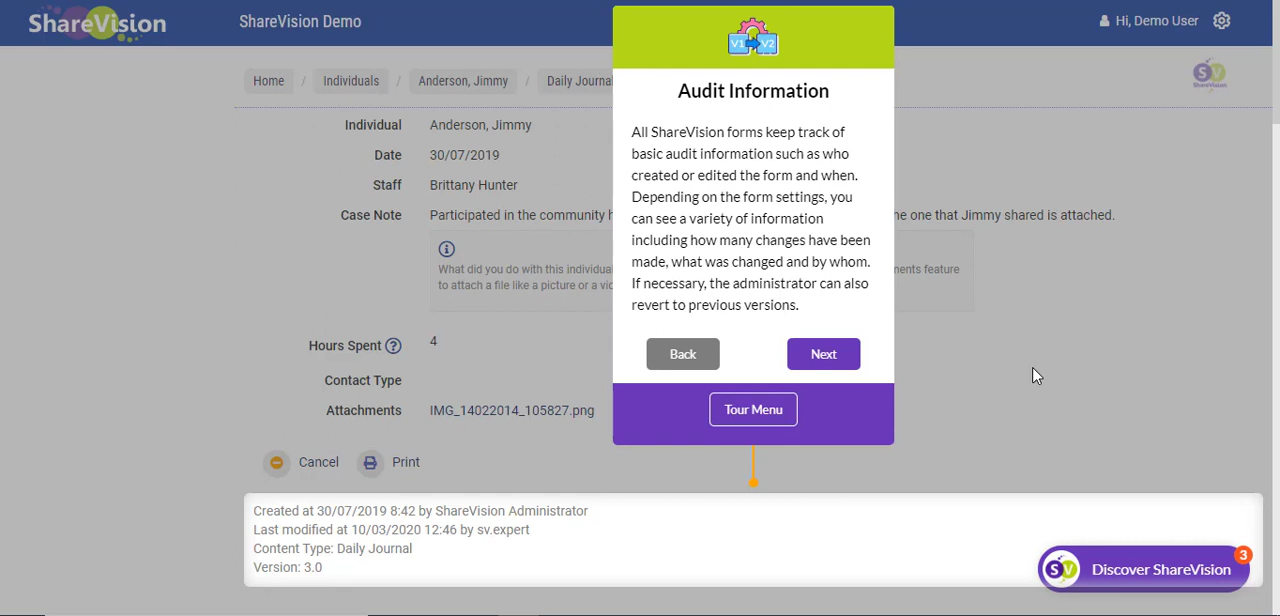 ShareVision
ShareVision Demo
Hi, Demo User
V1 V2
Home / Individuals / Anderson, Jimmy / Daily Journal
SV
ShareVision
Individual Anderson, Jimmy
Date 30/07/2019
Staff Brittany Hunter
Case Note Participated in the community he one that Jimmy shared is attached.
What did you do with this individual ments feature
to attach a file like a picture or a
Hours Spent ? 4
Contact Type
Attachments IMG_14022014_105827.png
Cancel Print
Audit Information
All ShareVision forms keep track of
basic audit information such as who
created or edited the form and when.
Depending on the form settings, you
can see a variety of information
including how many changes have been
made, what was changed and by whom.
If necessary, the administrator can also
revert to previous versions.
Back Next
Tour Menu
Created at 30/07/2019 8:42 by ShareVision Administrator
Last modified at 10/03/2020 12:46 by sv.expert
Content Type: Daily Journal
Version: 3.0
SV Discover ShareVision 3